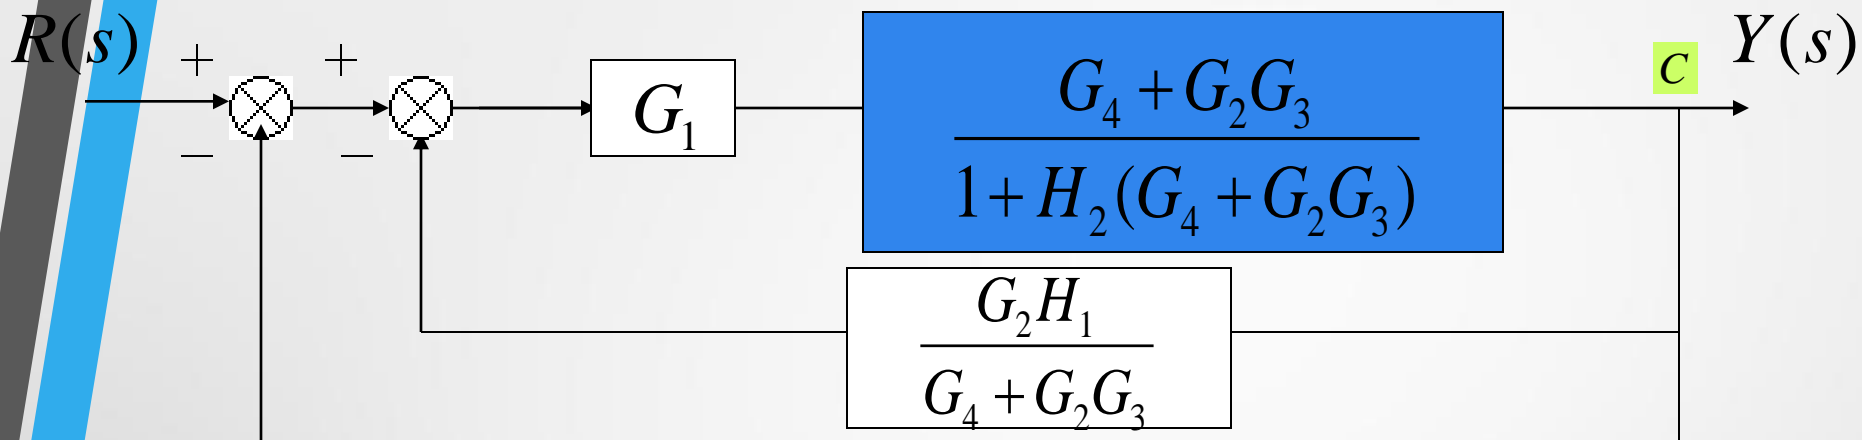 R(s) + + G₁ G₄ + G₂G₃ C Y(s)
− − 1 + H₂(G₄ + G₂G₃)
G₂H₁
G₄ + G₂G₃